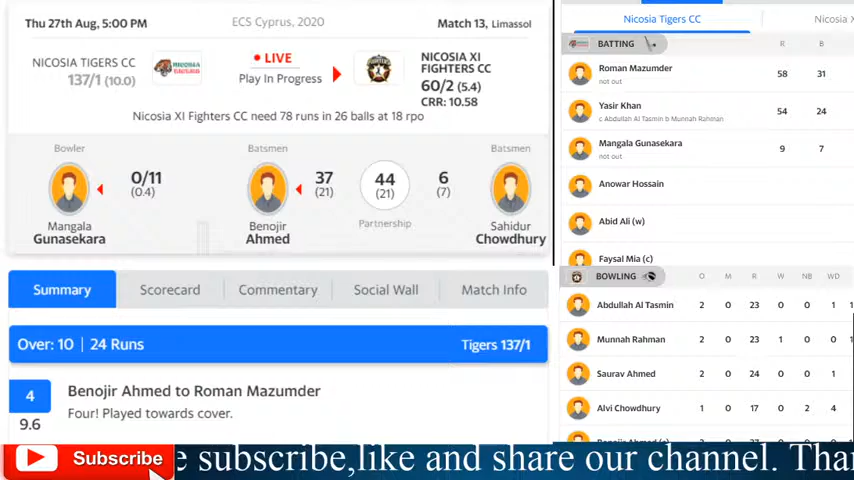 Thu 27th Aug, 5:00 PM
ECS Cyprus, 2020
Match 13, Limassol
NICOSIA TIGERS CC
137/1 (10.0)
LIVE
Play In Progress
NICOSIA XI
FIGHTERS CC
60/2 (5.4)
CRR: 10.58
Nicosia XI Fighters CC need 78 runs in 26 balls at 18 rpo
Bowler
Batsmen
Batsmen
0/11
(0.4)
37
(21)
44
(21)
Partnership
6
(7)
Mangala
Gunasekara
Benojir
Ahmed
Sahidur
Chowdhury
Summary
Scorecard
Commentary
Social Wall
Match Info
Over: 10 | 24 Runs
Tigers 137/1
4
9.6
Benojir Ahmed to Roman Mazumder
Four! Played towards cover.
Nicosia Tigers CC
Nicosia X
BATTING R B
Roman Mazumder 58 31
not out
Yasir Khan 54 24
c Abdullah Al Tasmin b Munnah Rahman
Mangala Gunasekara 9 7
not out
Anowar Hossain
Abid Ali (w)
Faysal Mia (c)
BOWLING O M R W NB WD
Abdullah Al Tasmin 2 0 23 0 0 1
Munnah Rahman 2 0 23 1 0 0
Saurav Ahmed 2 0 24 0 0 1
Alvi Chowdhury 1 0 17 0 2 4
Subscribe
e subscribe,like and share our channel. Tha